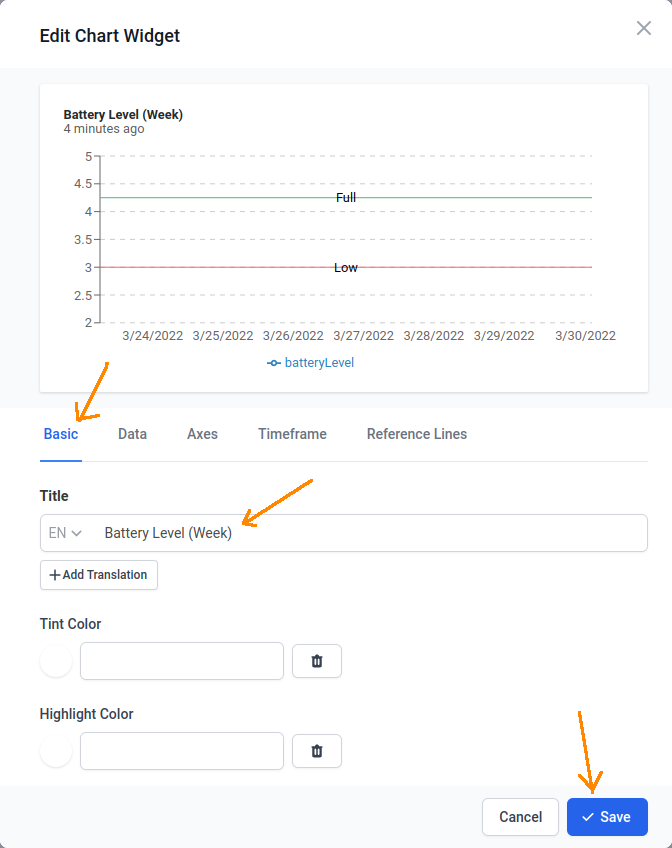 Edit Chart Widget
Battery Level (Week)
4 minutes ago
5
4.5
Full
4
3.5
3
Low
2.5
2
3/24/2022 3/25/2022 3/26/2022 3/27/2022 3/28/2022 3/29/2022 3/30/2022
batteryLevel
Basic Data Axes Timeframe Reference Lines
Title
EN Battery Level (Week)
+ Add Translation
Tint Color
Highlight Color
Cancel Save